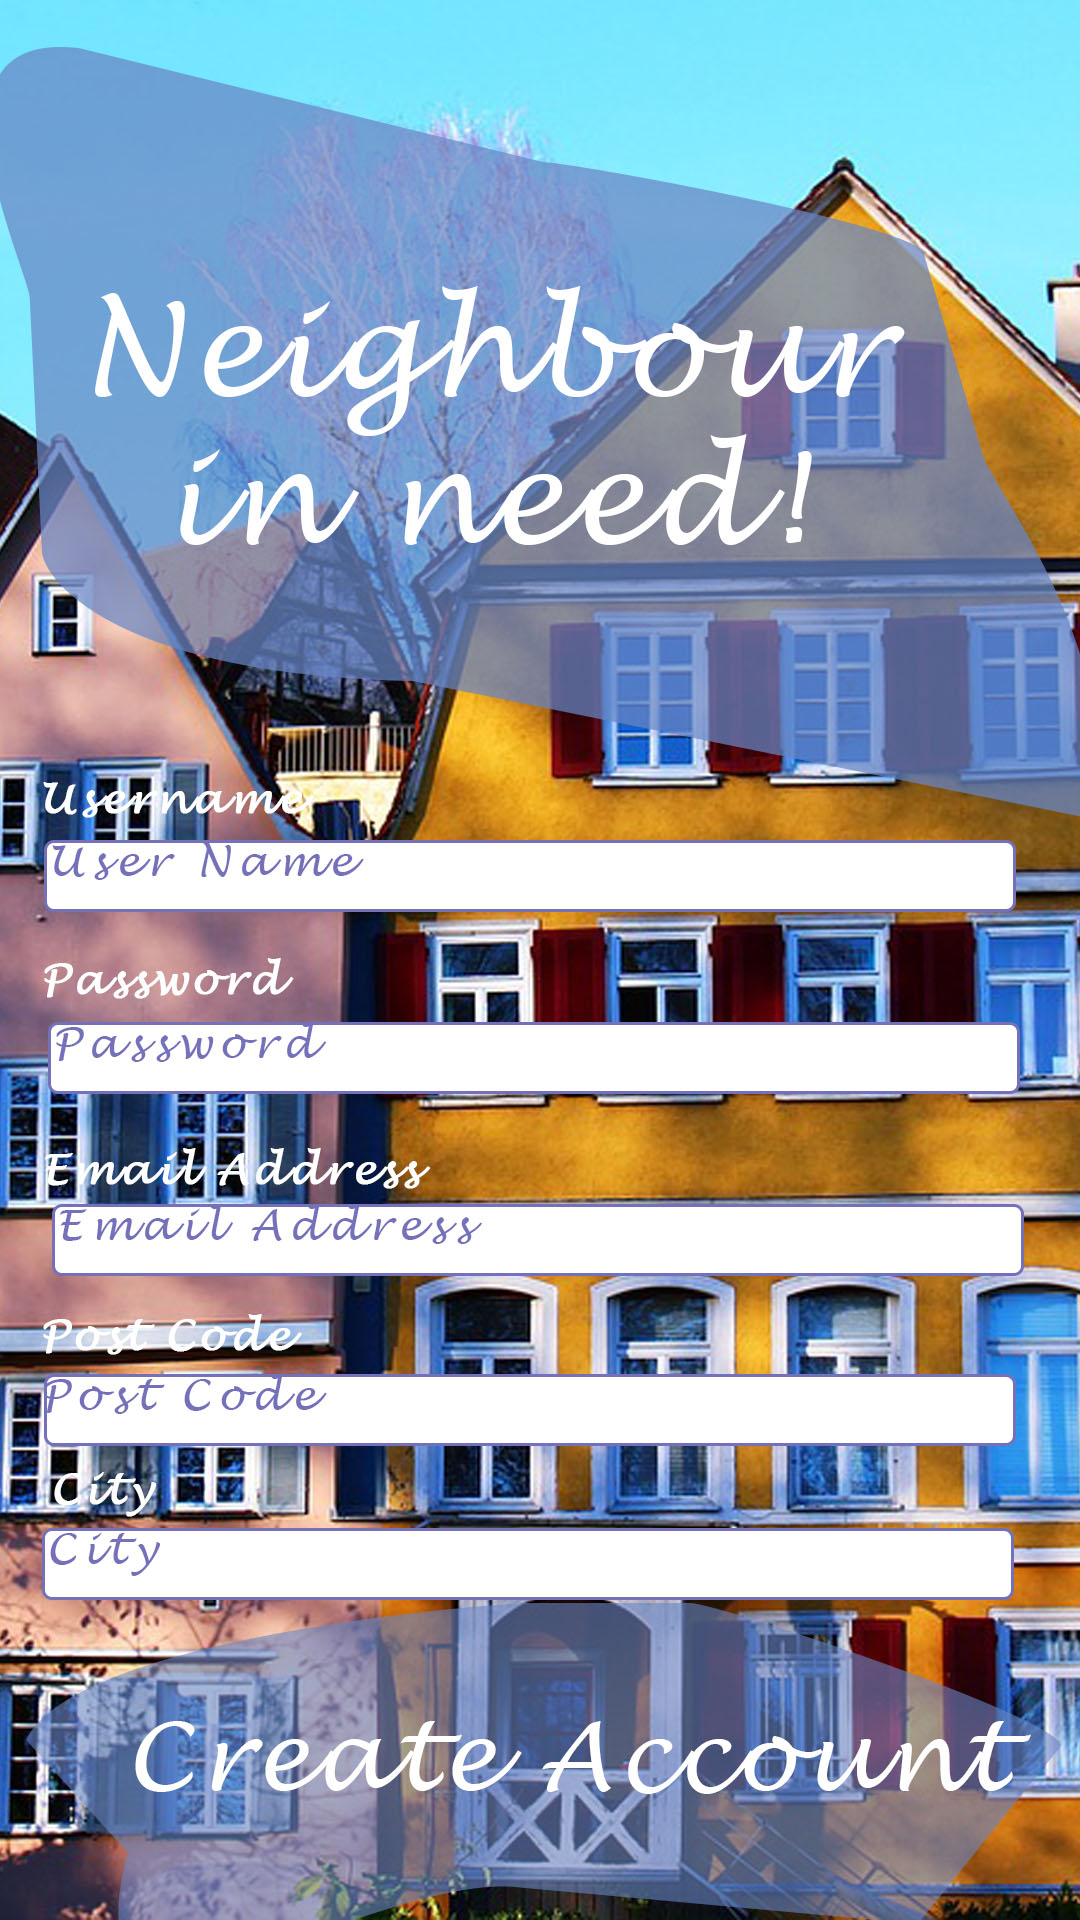 Neighbour
in need!
Username
User Name
Password
Password
Email Address
Email Address
Post Code
Post Code
City
City
Create Account